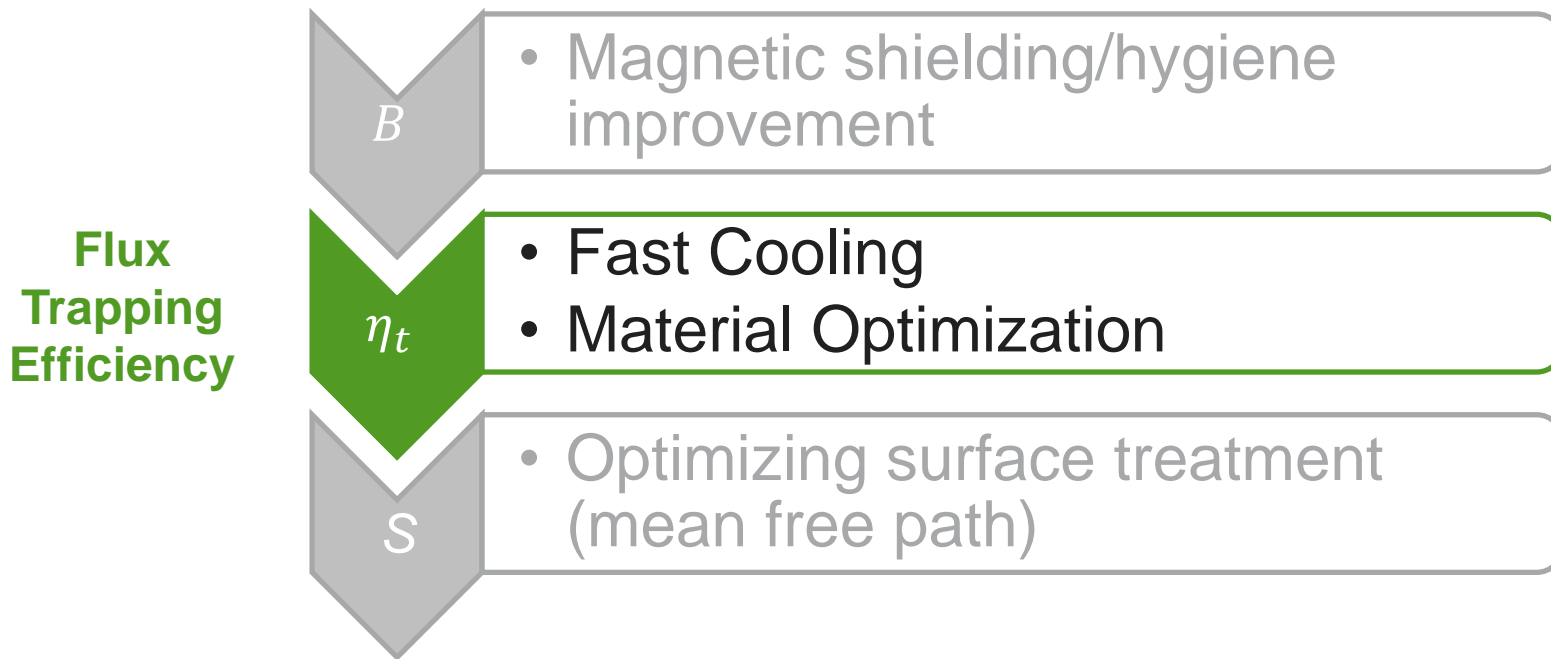 B
• Magnetic shielding/hygiene
improvement
Flux
Trapping
Efficiency
η_t
• Fast Cooling
• Material Optimization
S
• Optimizing surface treatment
(mean free path)